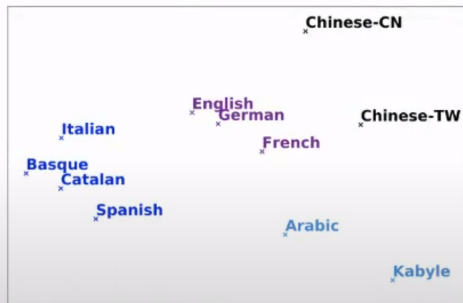 Chinese-CN
English
German
Chinese-TW
Italian
French
Basque
Catalan
Spanish
Arabic
Kabyle